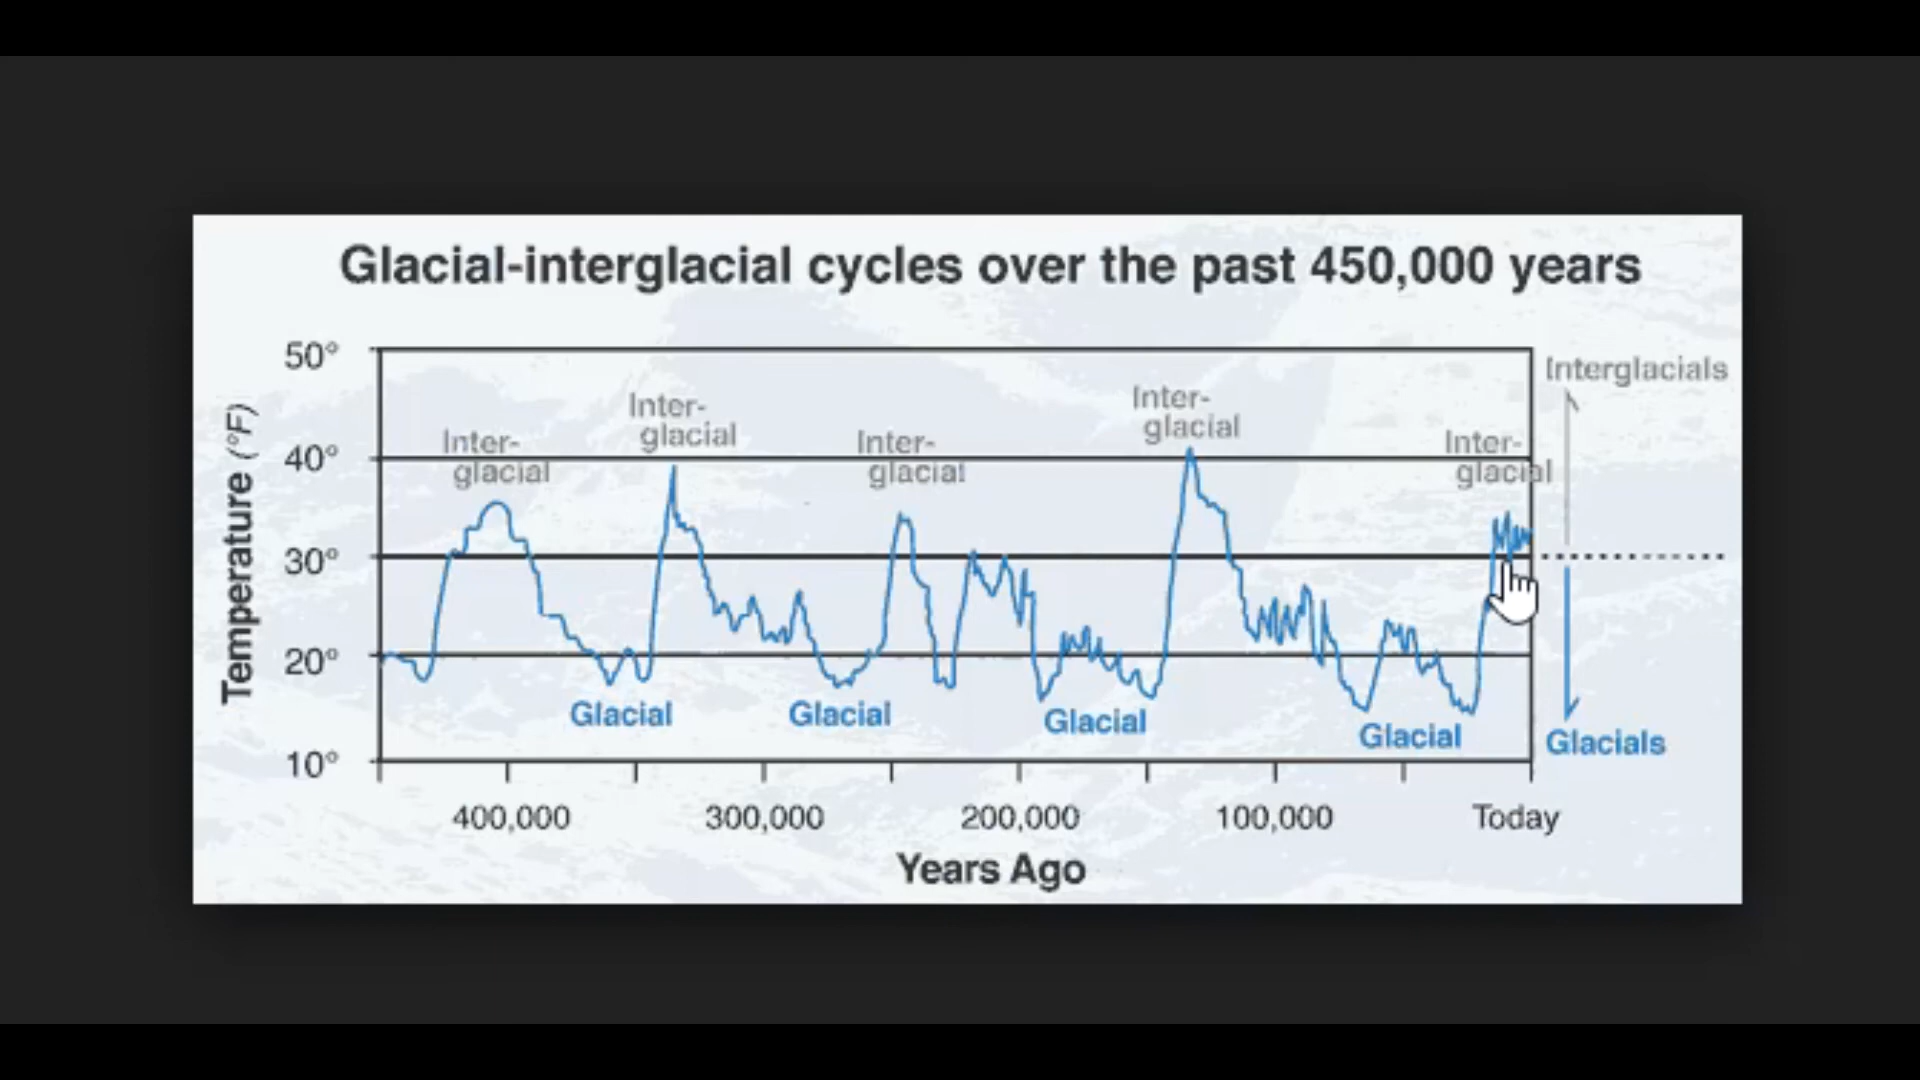 Glacial-interglacial cycles over the past 450,000 years
50°
Interglacials
Inter-
glacial
Inter-
glacial
Inter-
glacial
Inter-
glacial
Inter-
glacial
40°
30°
20°
10°
Temperature (°F)
Glacial
Glacial
Glacial
Glacial
Glacials
400,000
300,000
200,000
100,000
Today
Years Ago